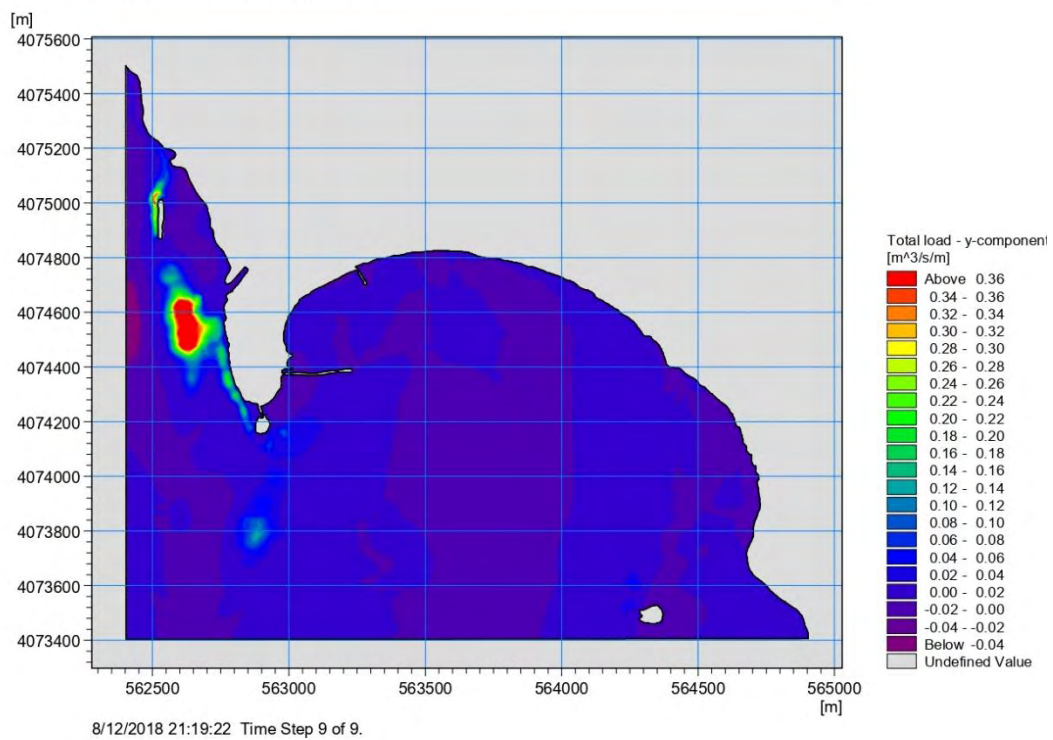 [m]
4075600
4075400
4075200
4075000
4074800
4074600
4074400
4074200
4074000
4073800
4073600
4073400
562500 563000 563500 564000 564500 565000
[m]
8/12/2018 21:19:22 Time Step 9 of 9.
Total load - y-component
[m^3/s/m]
Above 0.36
0.34 - 0.36
0.32 - 0.34
0.30 - 0.32
0.28 - 0.30
0.26 - 0.28
0.24 - 0.26
0.22 - 0.24
0.20 - 0.22
0.18 - 0.20
0.16 - 0.18
0.14 - 0.16
0.12 - 0.14
0.10 - 0.12
0.08 - 0.10
0.06 - 0.08
0.04 - 0.06
0.02 - 0.04
0.00 - 0.02
-0.02 - 0.00
-0.04 - -0.02
Below -0.04
Undefined Value